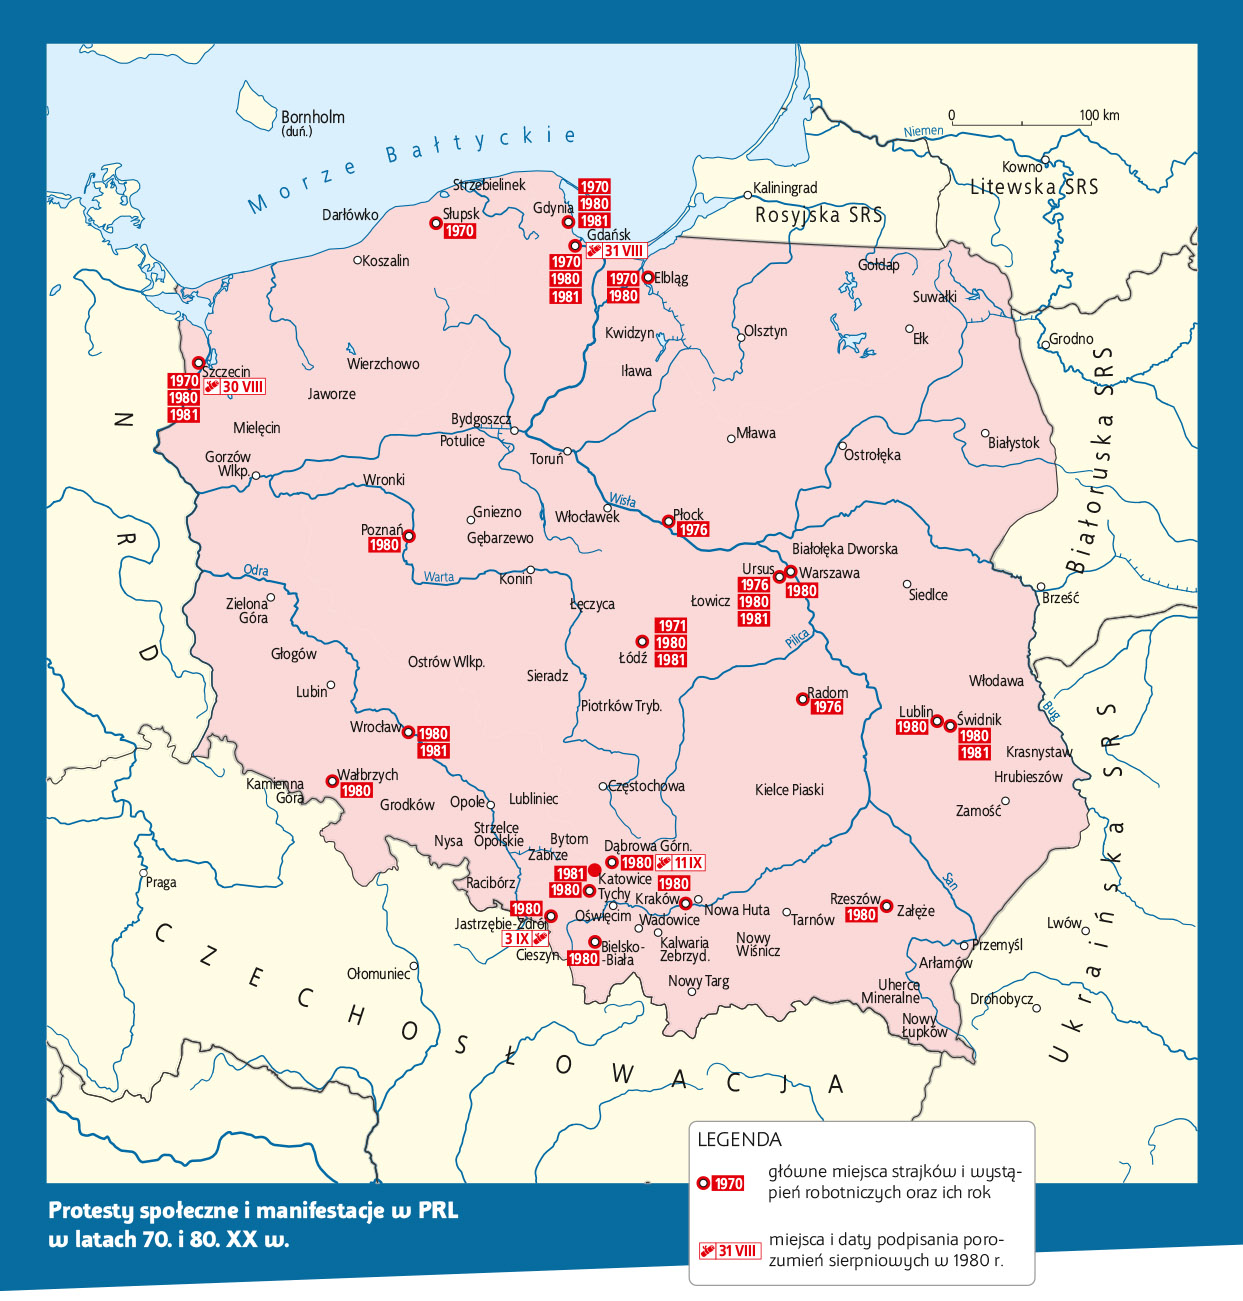 Bornholm
(duń.)
Morze Bałtyckie
0
100 km
Niemen
Kowno
Litewska SRS
Kaliningrad
Rosyjska SRS
Strzebielinek
1970
1980
1981
Gdynia
Darłówko
Słupsk
1970
Gdańsk
31 VIII
1970
1980
1981
Koszalin
1970
1980
Elbląg
Gołdap
Suwałki
Kwidzyn
Olsztyn
Ełk
Grodno
Szczecin
30 VIII
1970
1980
1981
Wierzchowo
Iława
Jaworze
Mielęcin
Bydgoszcz
Potulice
Toruń
Mława
Białystok
Ostrołęka
Białoruska SRS
Gorzów
Wlkp.
Wronki
Gniezno
Gębarzewo
Włocławek
Wisła
Płock
1976
Poznań
1980
Białołęka Dworska
Ursus
Warszawa
1976
1980
1981
1980
Odra
Warta
Konin
Siedlce
Brześć
Zielona
Góra
Łęczyca
Łowicz
1971
1980
1981
Łódź
Pilica
Głogów
Ostrów Wlkp.
Sieradz
Lubin
Piotrków Tryb.
Radom
1976
Włodawa
Bug
Wrocław
1980
1981
Lublin
1980
Świdnik
1980
1981
Krasnystaw
Hrubieszów
Zamość
Wałbrzych
1980
Kamienna
Góra
Grodków
Opole
Lubliniec
Częstochowa
Kielce Piaski
Strzelce
Opolskie
Nysa
Bytom
Zabrze
Dąbrowa Górn.
1980
11 IX
1981
Katowice
1980
Tychy
1980
Kraków
Racibórz
Nowa Huta
Tarnów
Rzeszów
1980
Załęże
San
1980
Jastrzębie-Zdrój
3 IX
Oświęcim
Wadowice
Cieszyn
1980
Bielsko-
-Biała
Kalwaria
Zebrzyd.
Nowy
Wiśnicz
Nowy Targ
Przemyśl
Arłamów
Lwów
Uherce
Mineralne
Nowy
Łupków
Drohobycz
Ukraińska SRS
Praga
Ołomuniec
NRD
CZECHOSŁOWACJA
LEGENDA
1970
główne miejsca strajków i wystą-
pień robotniczych oraz ich rok
31 VIII
miejsca i daty podpisania poro-
zumień sierpniowych w 1980 r.
Protesty społeczne i manifestacje w PRL
w latach 70. i 80. XX w.